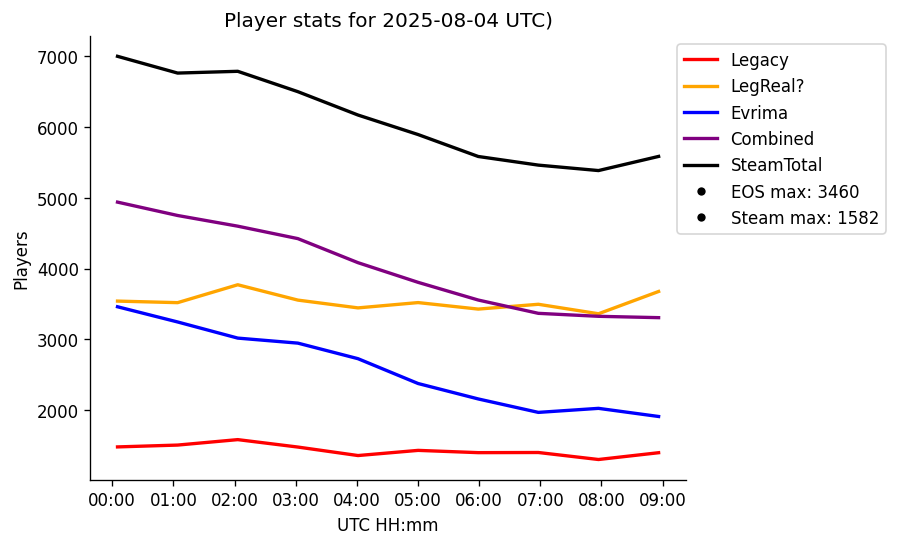 Player stats for 2025-08-04 UTC)
Legacy
LegReal?
Evrima
Combined
SteamTotal
EOS max: 3460
Steam max: 1582
7000
6000
5000
4000
3000
2000
Players
00:00 01:00 02:00 03:00 04:00 05:00 06:00 07:00 08:00 09:00
UTC HH:mm